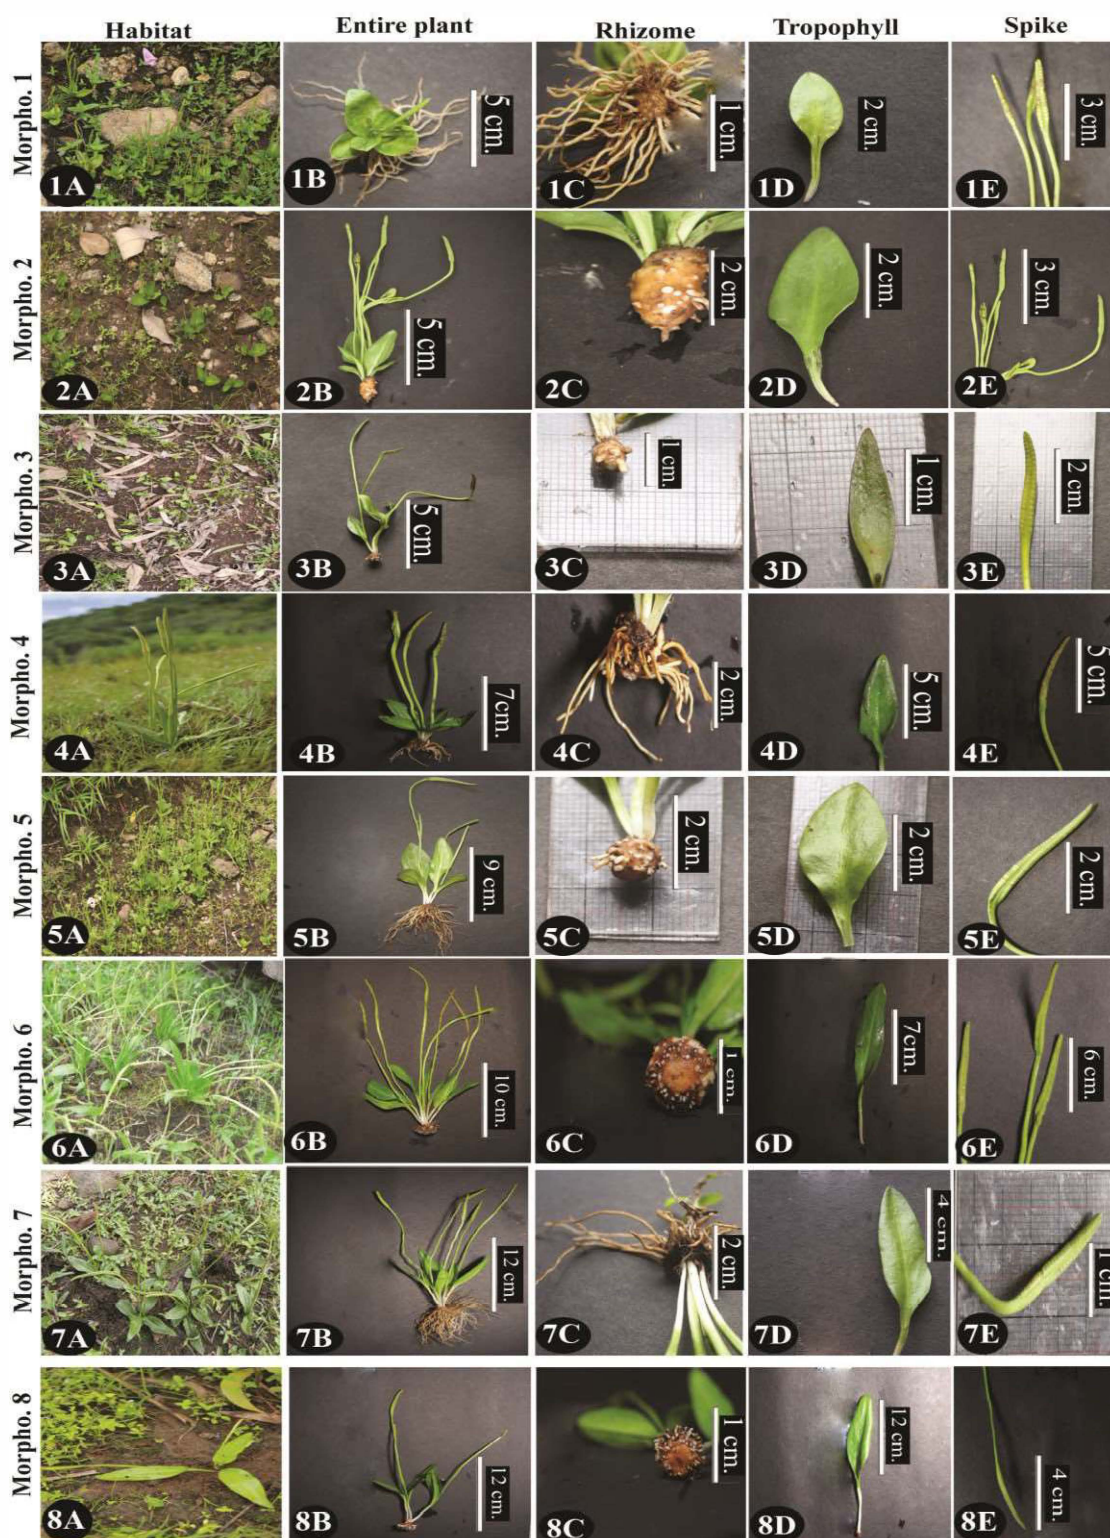 Habitat Entire plant Rhizome Tropophyll Spike
Morpho. 1
1A 1B 5 cm. 1C 1 cm. 1D 2 cm. 1E 3 cm.
Morpho. 2
2A 2B 5 cm. 2C 2 cm. 2D 2 cm. 2E 3 cm.
Morpho. 3
3A 3B 5 cm. 3C 1 cm. 3D 1 cm. 3E 2 cm.
Morpho. 4
4A 4B 7cm. 4C 2 cm. 4D 5 cm. 4E 5 cm.
Morpho. 5
5A 5B 9 cm. 5C 2 cm. 5D 2 cm. 5E 2 cm.
Morpho. 6
6A 6B 10 cm. 6C 1 cm. 6D 7cm. 6E 6 cm.
Morpho. 7
7A 7B 12 cm. 7C 2 cm. 7D 4 cm. 7E 1 cm.
Morpho. 8
8A 8B 12 cm. 8C 1 cm. 8D 12 cm. 8E 4 cm.